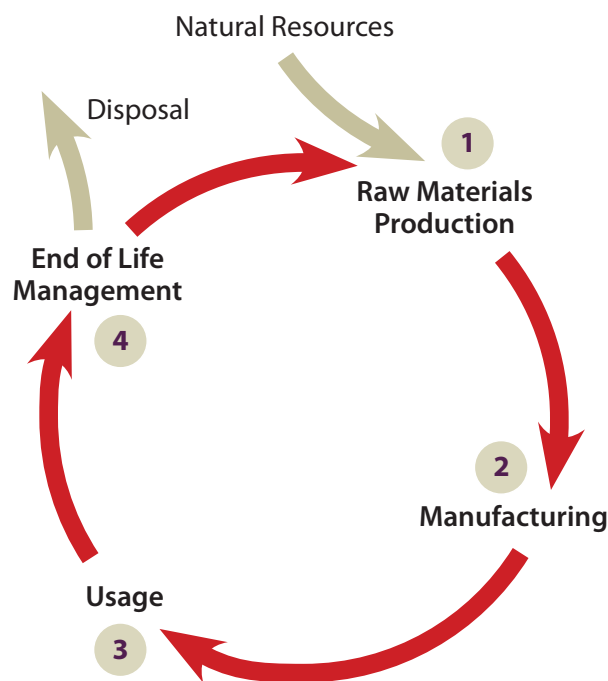 Natural Resources
Disposal
1
Raw Materials
Production
End of Life
Management
4
2
Manufacturing
Usage
3